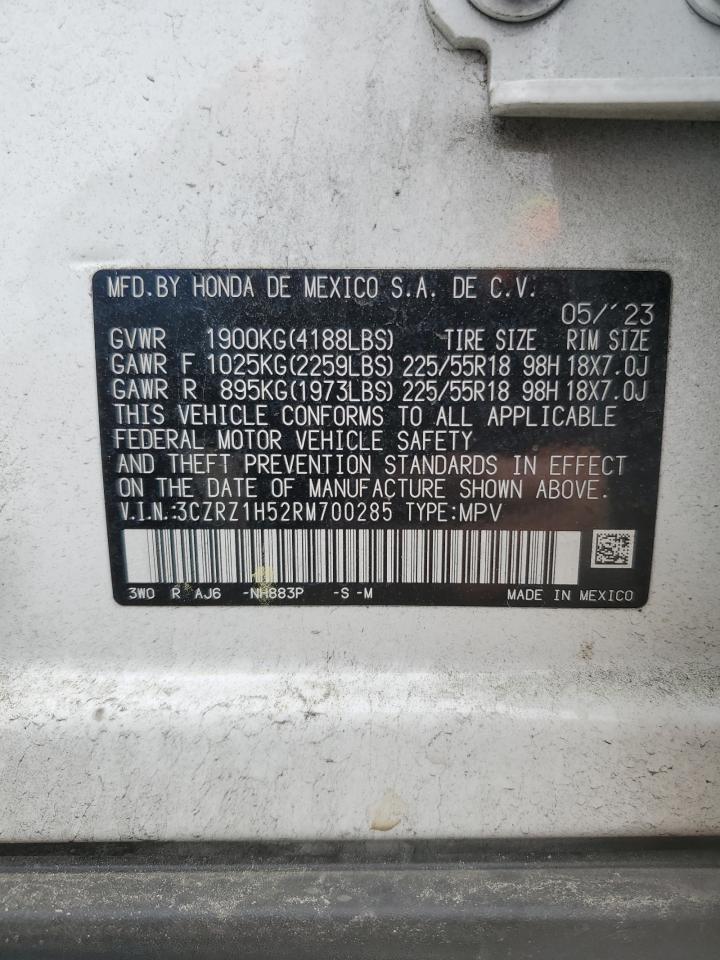 MFD.BY HONDA DE MEXICO S.A. DE C.V.
05/'23
GVWR 1900KG(4188LBS) TIRE SIZE RIM SIZE
GAWR F 1025KG(2259LBS) 225/55R18 98H 18X7.0J
GAWR R 895KG(1973LBS) 225/55R18 98H 18X7.0J
THIS VEHICLE CONFORMS TO ALL APPLICABLE
FEDERAL MOTOR VEHICLE SAFETY
AND THEFT PREVENTION STANDARDS IN EFFECT
ON THE DATE OF MANUFACTURE SHOWN ABOVE.
V.I.N.:3CZRZ1H52RM700285 TYPE:MPV
3W0 R AJ6 -NH883P -S -M MADE IN MEXICO